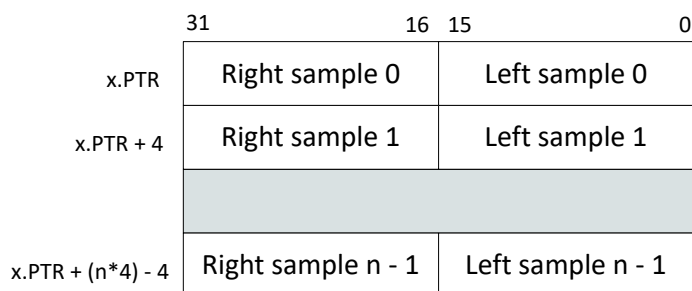 31 16 15 0
x.PTR Right sample 0 Left sample 0
x.PTR + 4 Right sample 1 Left sample 1
x.PTR + (n*4) - 4 Right sample n - 1 Left sample n - 1